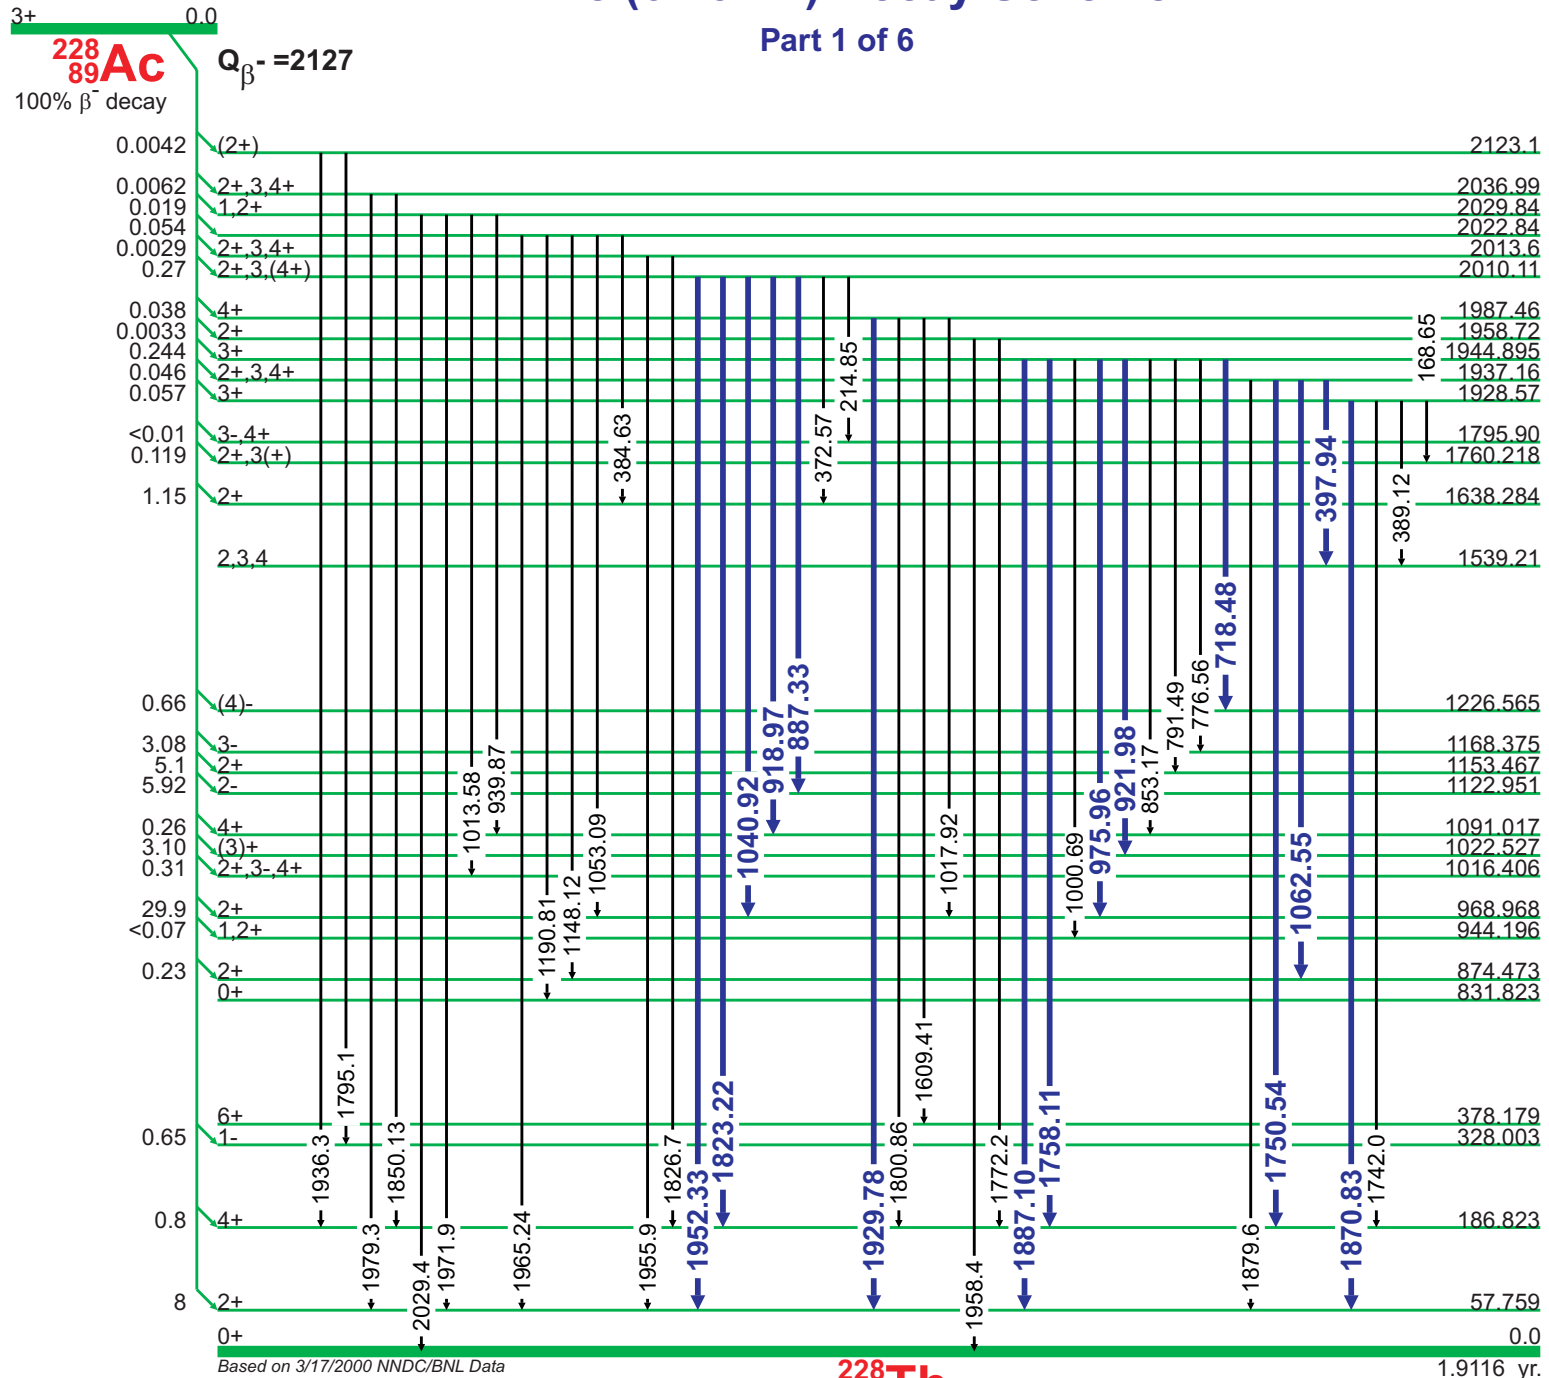 3+ 0.0
228
89 Ac
100% β- decay
Qβ- =2127
Part 1 of 6
0.0042 (2+) 2123.1
0.0062 2+,3,4+ 2036.99
0.019 1,2+ 2029.84
0.054 2022.84
0.0029 2+,3,4+ 2013.6
0.27 2+,3,(4+) 2010.11
0.038 4+ 1987.46
0.0033 2+ 1958.72
0.244 3+ 1944.895
0.046 2+,3,4+ 1937.16
0.057 3+ 1928.57
<0.01 3-,4+ 1795.90
0.119 2+,3(+) 1760.218
1.15 2+ 1638.284
2,3,4 1539.21
0.66 (4)- 1226.565
3.08 3- 1168.375
5.1 2+ 1153.467
5.92 2- 1122.951
0.26 4+ 1091.017
3.10 (3)+ 1022.527
0.31 2+,3-,4+ 1016.406
29.9 2+ 968.968
<0.07 1,2+ 944.196
0.23 2+ 874.473
0+ 831.823
6+ 378.179
0.65 1- 328.003
0.8 4+ 186.823
8 2+ 57.759
0+ 0.0
1936.3
1795.1
1979.3
1850.13
2029.4
1971.9
1013.58
939.87
1965.24
1190.81
1148.12
1053.09
384.63
1955.9
1826.7
1952.33
1823.22
1040.92
918.97
887.33
372.57
214.85
1929.78
1800.86
1609.41
1017.92
1958.4
1772.2
1887.10
1758.11
1000.69
975.96
921.98
853.17
791.49
776.56
718.48
1879.6
1750.54
1062.55
397.94
1870.83
1742.0
389.12
168.65
Based on 3/17/2000 NNDC/BNL Data
228
1.9116 yr.